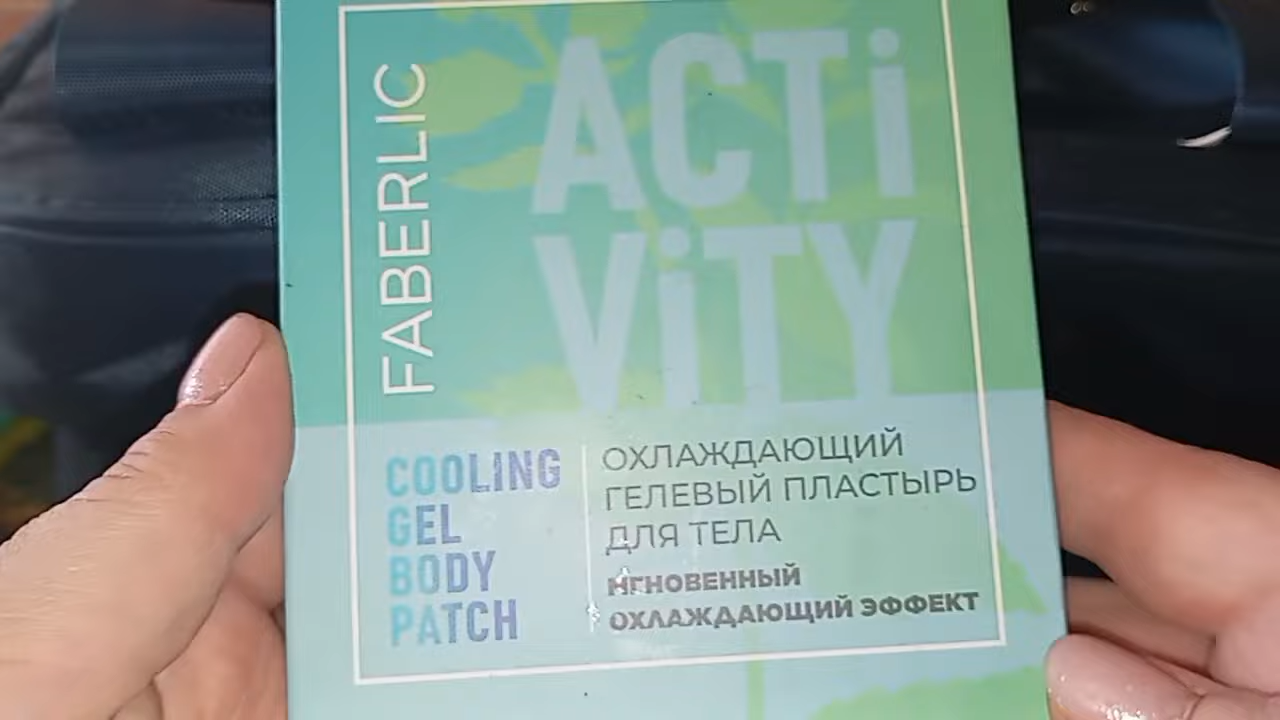 FABERLIC
ACTi
ViTY
COOLING
GEL
BODY
PATCH
ОХЛАЖДАЮЩИЙ
ГЕЛЕВЫЙ ПЛАСТЫРЬ
ДЛЯ ТЕЛА
МГНОВЕННЫЙ
ОХЛАЖДАЮЩИЙ ЭФФЕКТ